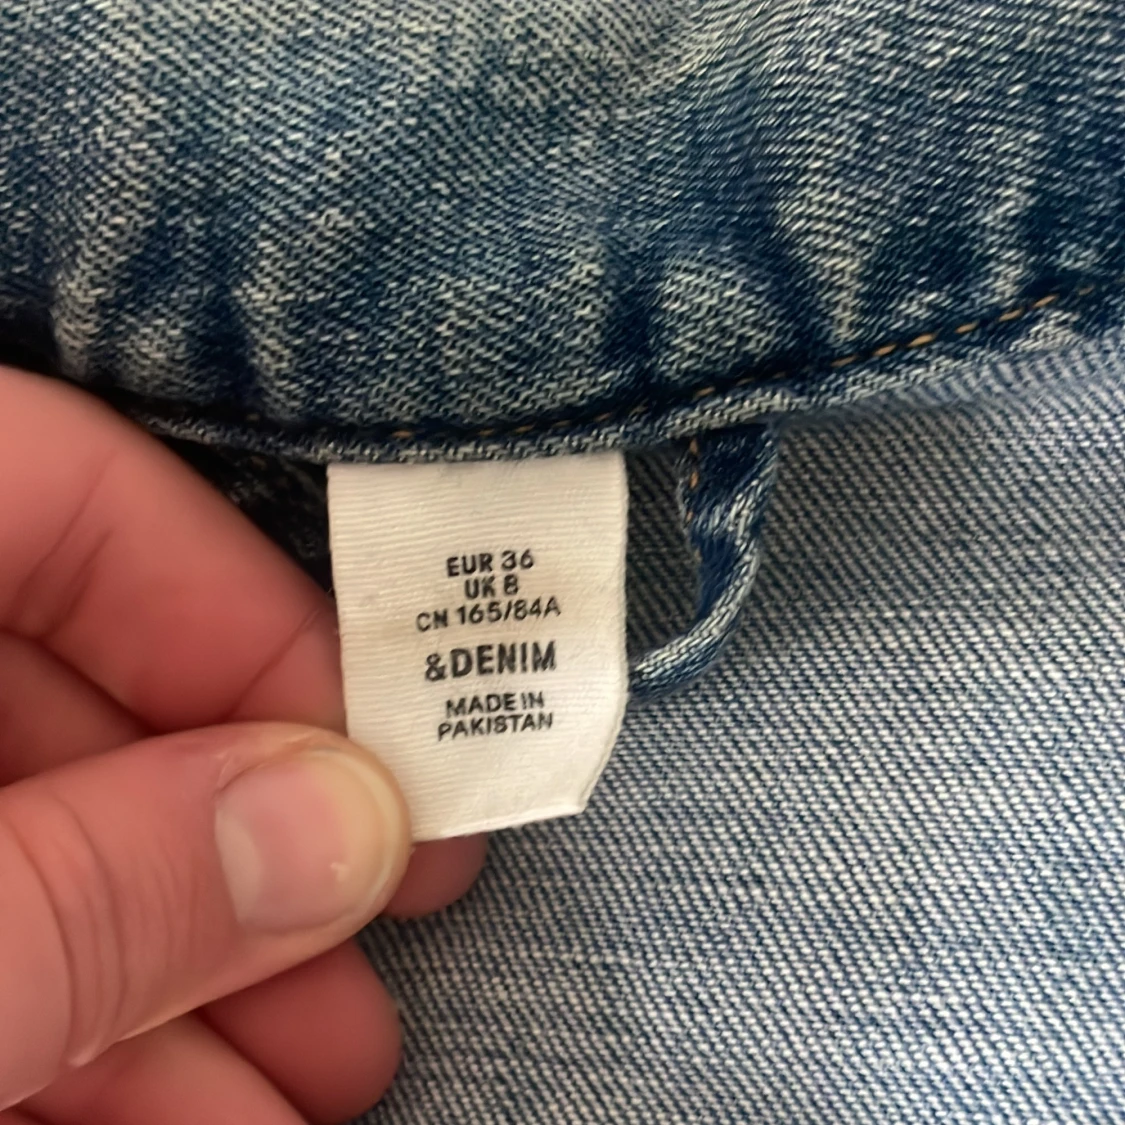 EUR 36
UK 8
CN 165/84A
&DENIM
MADE IN
PAKISTAN